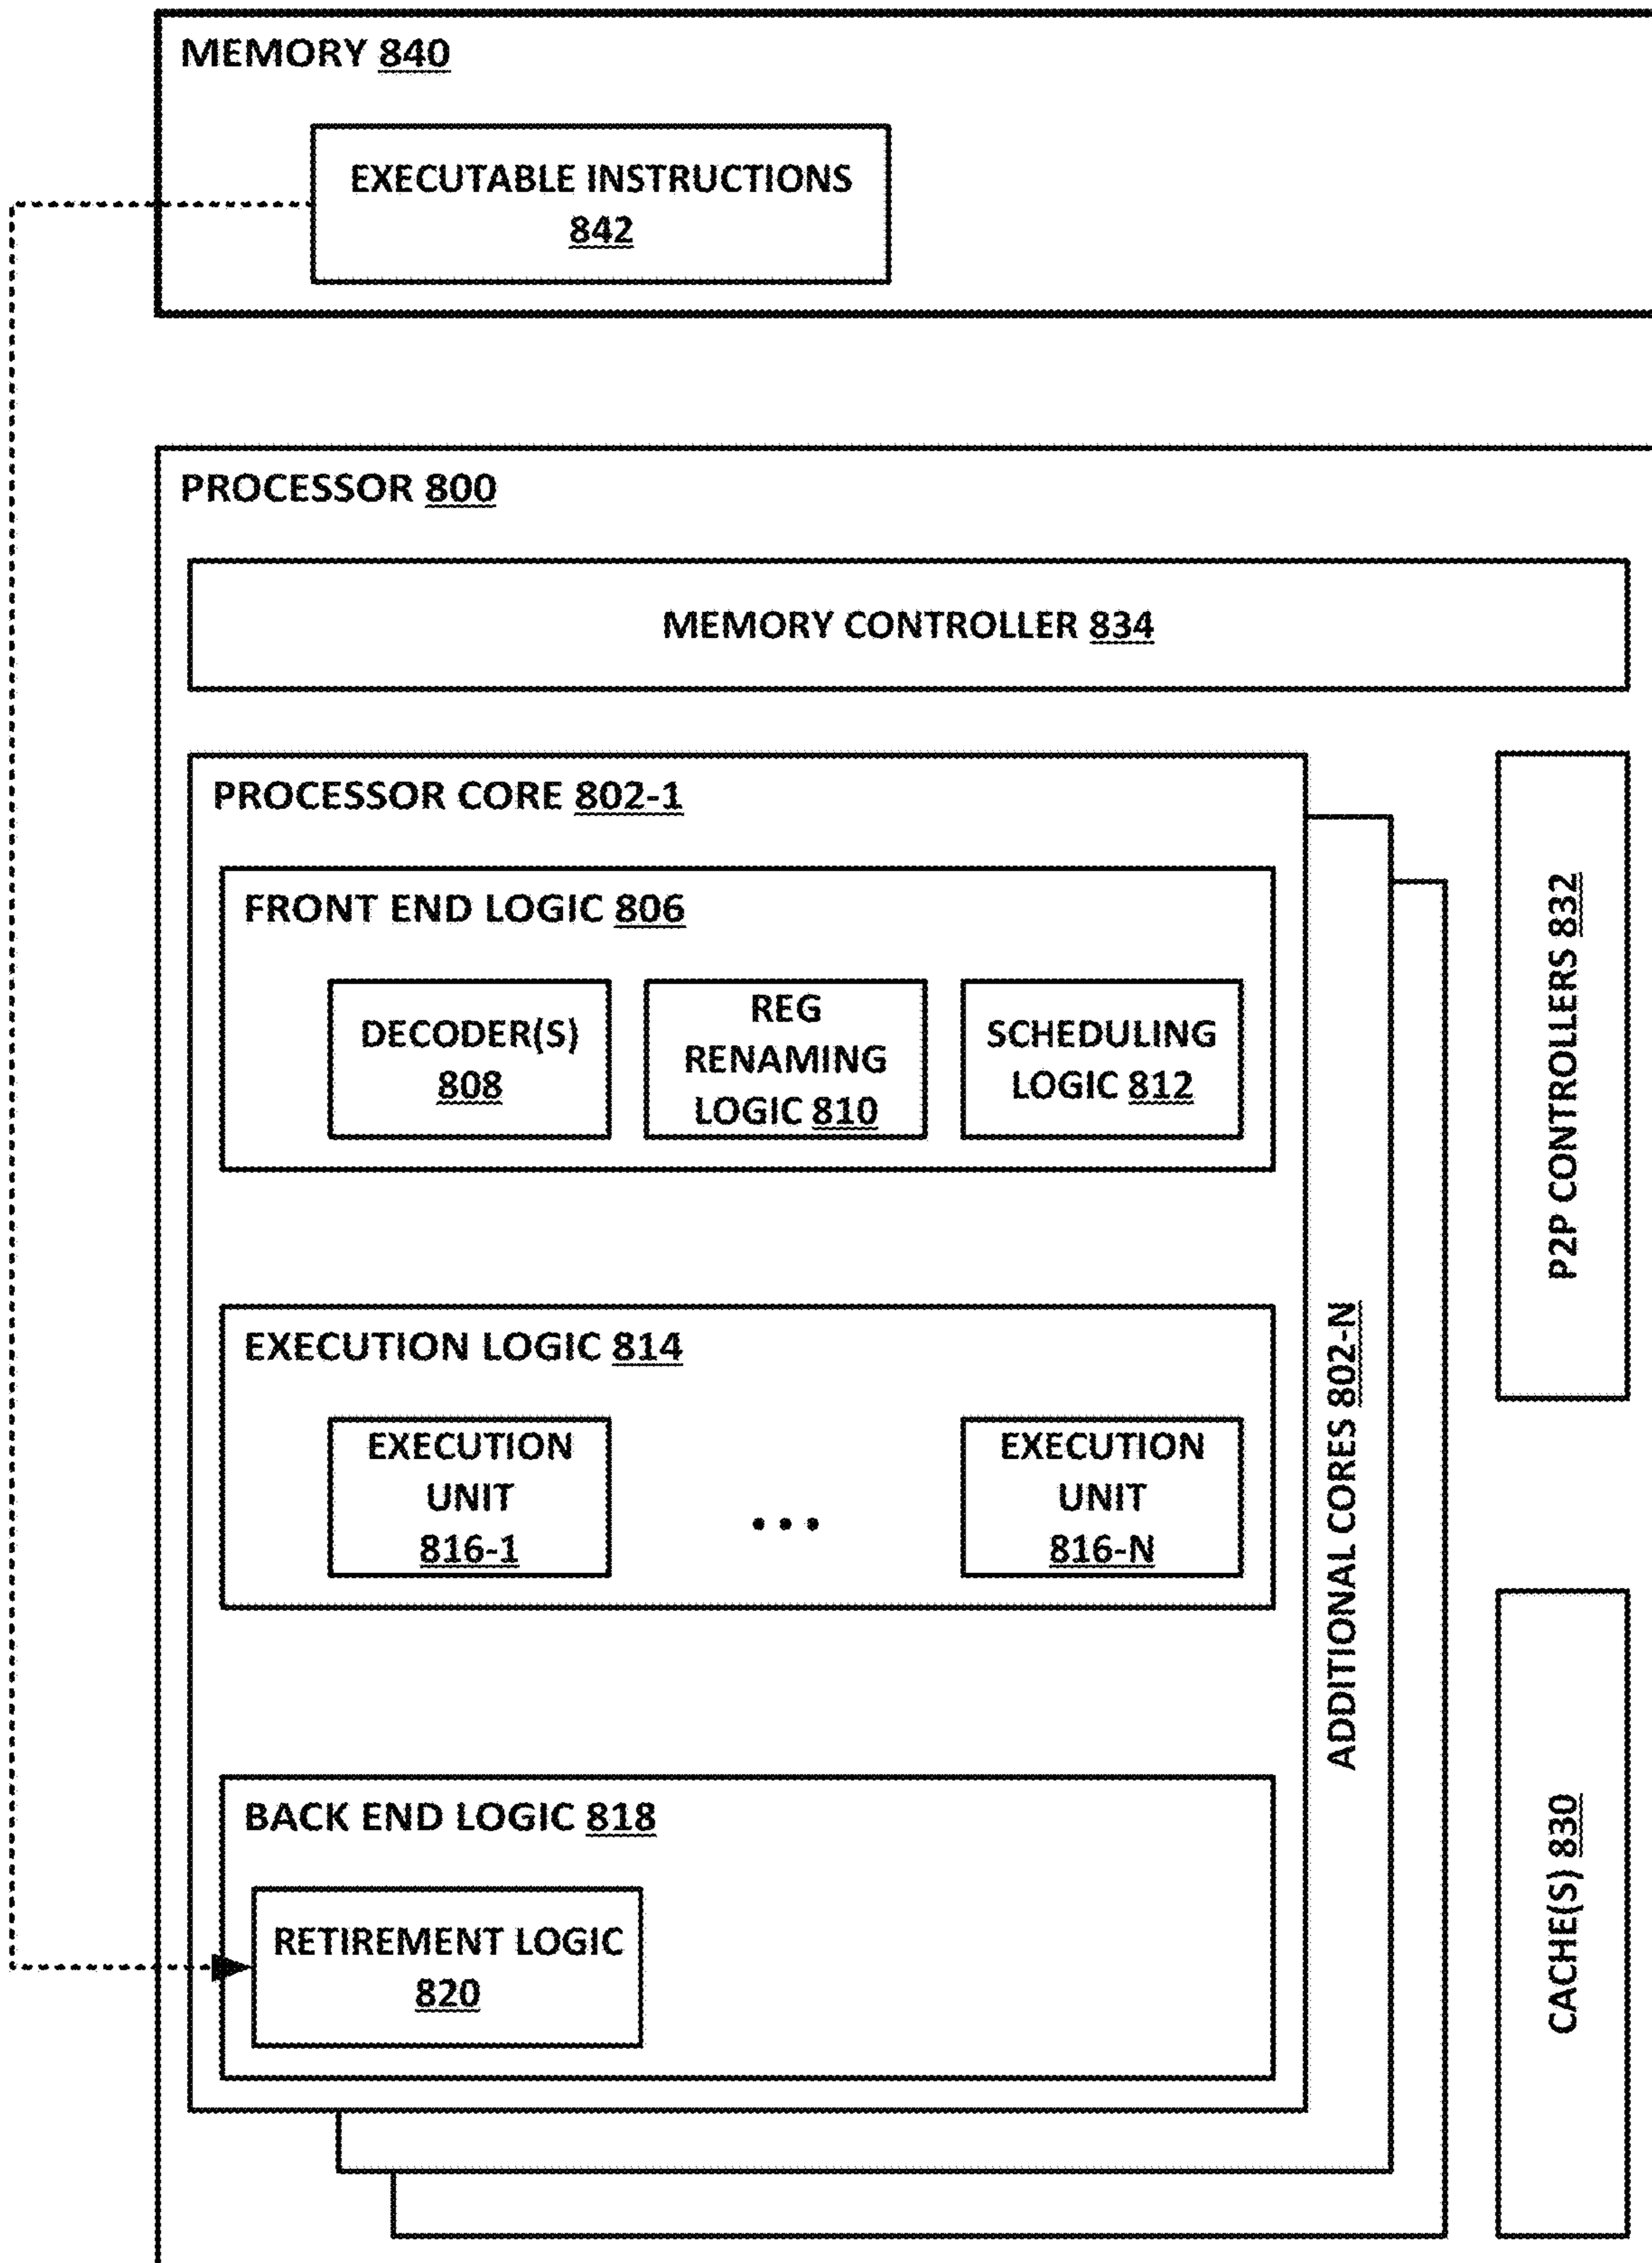 MEMORY 840
EXECUTABLE INSTRUCTIONS
842
PROCESSOR 800
MEMORY CONTROLLER 834
PROCESSOR CORE 802-1
FRONT END LOGIC 806
DECODER(S)
808
REG
RENAMING
LOGIC 810
SCHEDULING
LOGIC 812
EXECUTION LOGIC 814
EXECUTION
UNIT
816-1
•••
EXECUTION
UNIT
816-N
BACK END LOGIC 818
RETIREMENT LOGIC
820
ADDITIONAL CORES 802-N
P2P CONTROLLERS 832
CACHE(S) 830